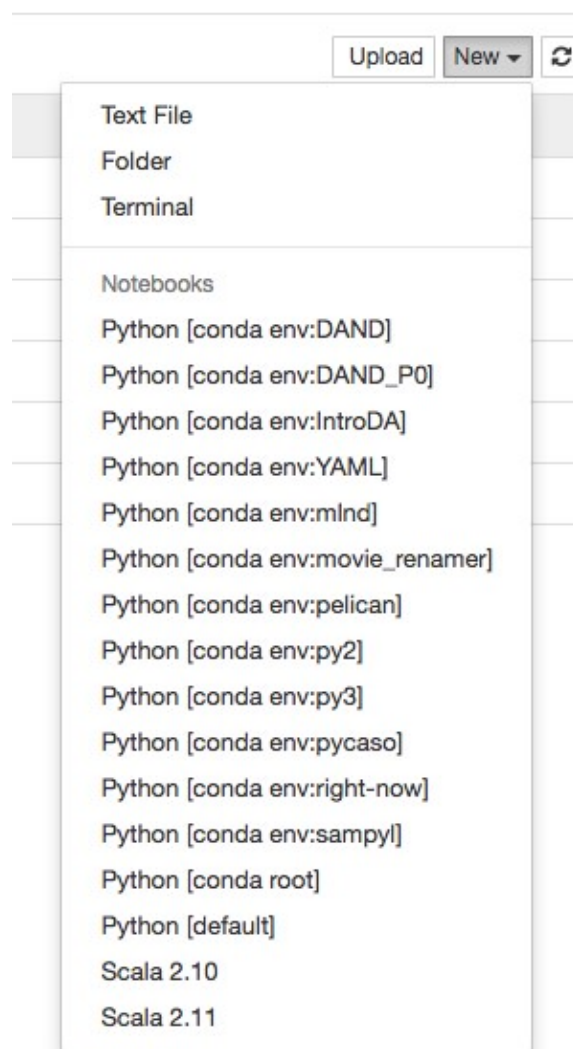 Upload New
Text File
Folder
Terminal
Notebooks
Python [conda env:DAND]
Python [conda env:DAND_P0]
Python [conda env:IntroDA]
Python [conda env:YAML]
Python [conda env:mlnd]
Python [conda env:movie_renamer]
Python [conda env:pelican]
Python [conda env:py2]
Python [conda env:py3]
Python [conda env:pycaso]
Python [conda env:right-now]
Python [conda env:sampyl]
Python [conda root]
Python [default]
Scala 2.10
Scala 2.11